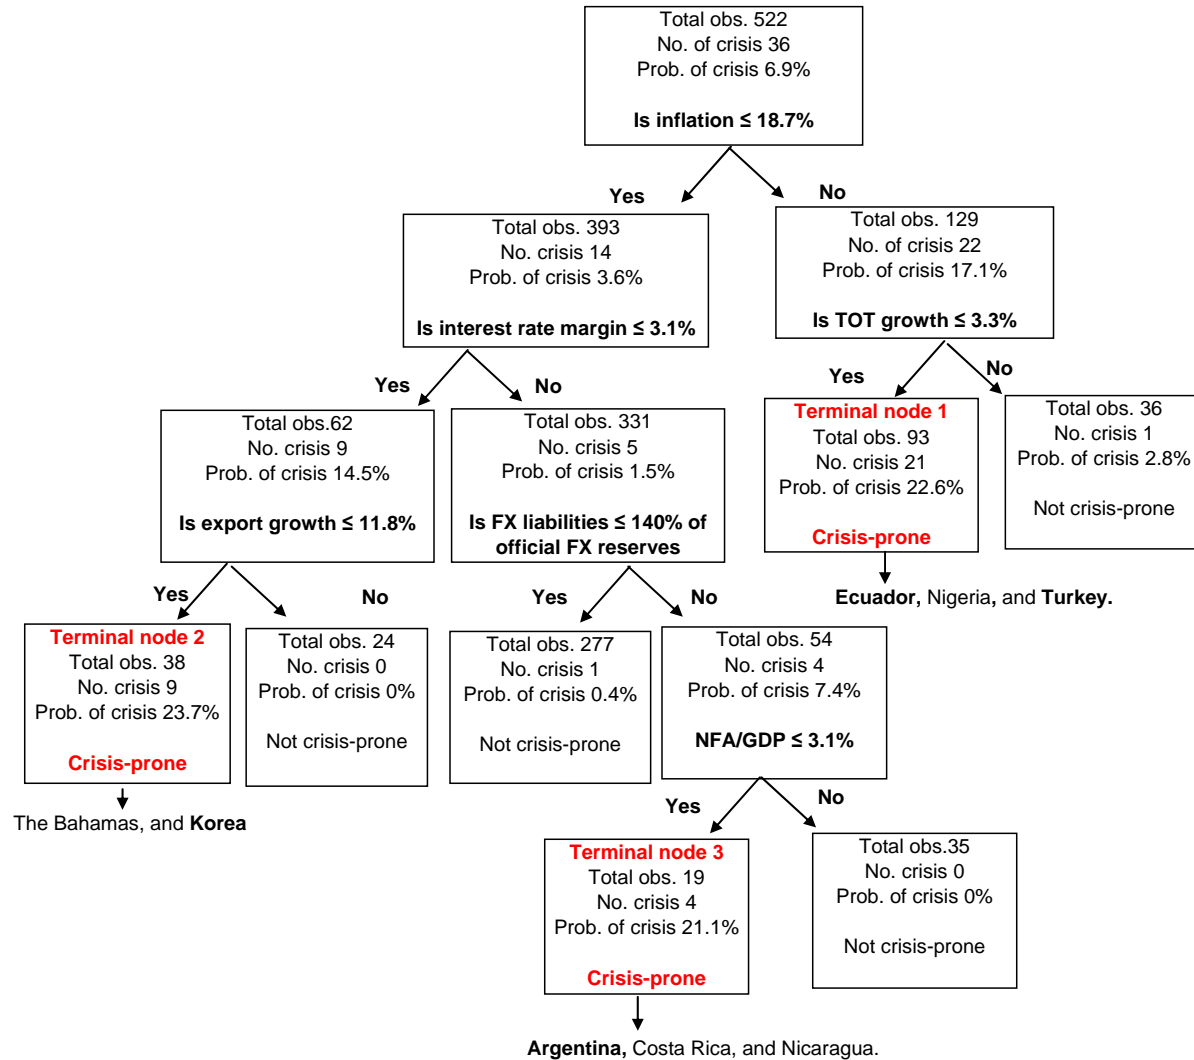 Total obs. 522
No. of crisis 36
Prob. of crisis 6.9%
Is inflation ≤ 18.7%
Yes
No
Total obs. 393
No. crisis 14
Prob. of crisis 3.6%
Is interest rate margin ≤ 3.1%
Total obs. 129
No. of crisis 22
Prob. of crisis 17.1%
Is TOT growth ≤ 3.3%
Yes
No
Yes
No
Total obs.62
No. crisis 9
Prob. of crisis 14.5%
Is export growth ≤ 11.8%
Total obs. 331
No. crisis 5
Prob. of crisis 1.5%
Is FX liabilities ≤ 140% of
official FX reserves
Terminal node 1
Total obs. 93
No. crisis 21
Prob. of crisis 22.6%
Crisis-prone
Total obs. 36
No. crisis 1
Prob. of crisis 2.8%
Not crisis-prone
Ecuador, Nigeria, and Turkey.
Yes
No
Yes
No
Terminal node 2
Total obs. 38
No. crisis 9
Prob. of crisis 23.7%
Crisis-prone
Total obs. 24
No. crisis 0
Prob. of crisis 0%
Not crisis-prone
Total obs. 277
No. crisis 1
Prob. of crisis 0.4%
Not crisis-prone
Total obs. 54
No. crisis 4
Prob. of crisis 7.4%
NFA/GDP ≤ 3.1%
The Bahamas, and Korea
Yes
No
Terminal node 3
Total obs. 19
No. crisis 4
Prob. of crisis 21.1%
Crisis-prone
Total obs.35
No. crisis 0
Prob. of crisis 0%
Not crisis-prone
Argentina, Costa Rica, and Nicaragua.